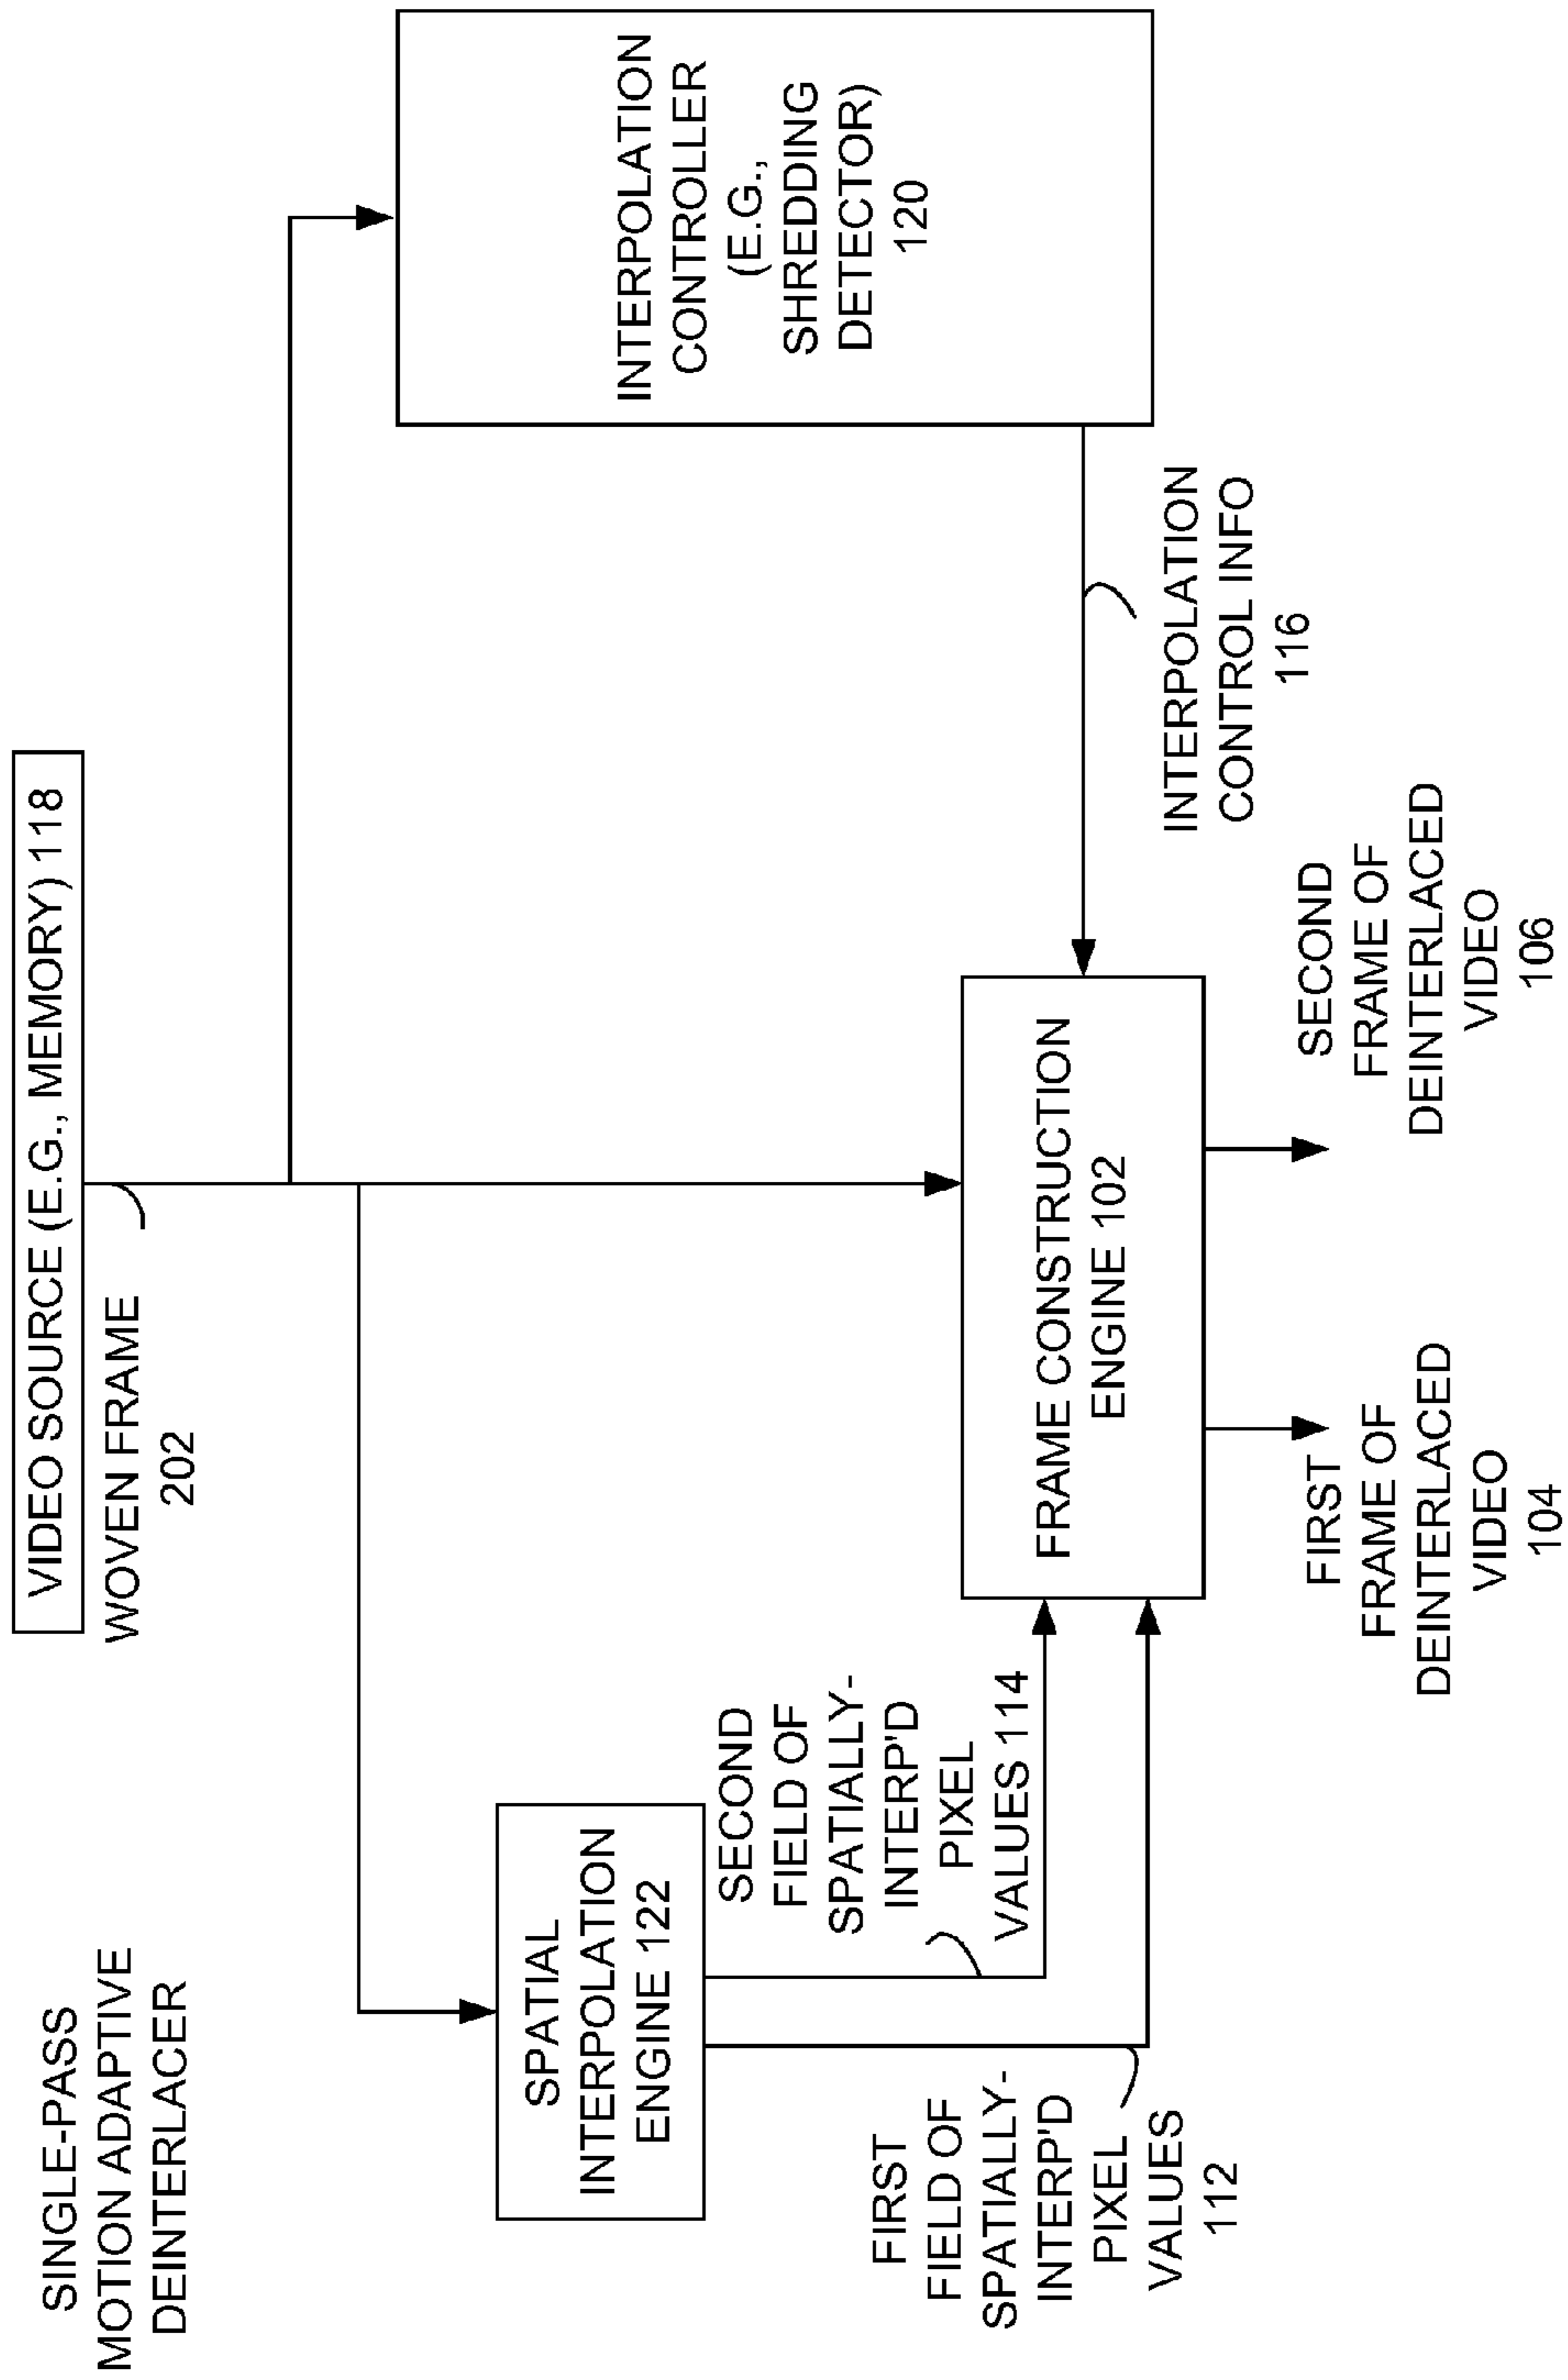 SINGLE-PASS
MOTION ADAPTIVE
DEINTERLACER
VIDEO SOURCE (E.G., MEMORY) 118
WOVEN FRAME
202
INTERPOLATION
CONTROLLER
(E.G.,
SHREDDING
DETECTOR)
120
SPATIAL
INTERPOLATION
ENGINE 122
SECOND
FIELD OF
SPATIALLY-
INTERP'D
PIXEL
VALUES 114
FIRST
FIELD OF
SPATIALLY-
INTERP'D
PIXEL
VALUES
112
FRAME CONSTRUCTION
ENGINE 102
INTERPOLATION
CONTROL INFO
116
FIRST
FRAME OF
DEINTERLACED
VIDEO
104
SECOND
FRAME OF
DEINTERLACED
VIDEO
106